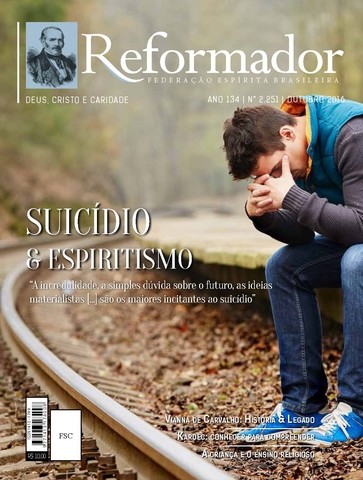 Reformador
FEDERAÇÃO ESPÍRITA BRASILEIRA
DEUS, CRISTO E CARIDADE
ANO 134 | Nº 2.251 | OUTUBRO 2016
SUICÍDIO
& ESPIRITISMO
"A incredulidade, a simples dúvida sobre o futuro, as ideias
materialistas [...] são os maiores incitantes ao suicídio"
VIANNA DE CARVALHO: HISTÓRIA & LEGADO
KARDEC: CONHECER PARA COMPREENDER
A CRIANÇA E O ENSINO RELIGIOSO
R$ 10,00
FSC